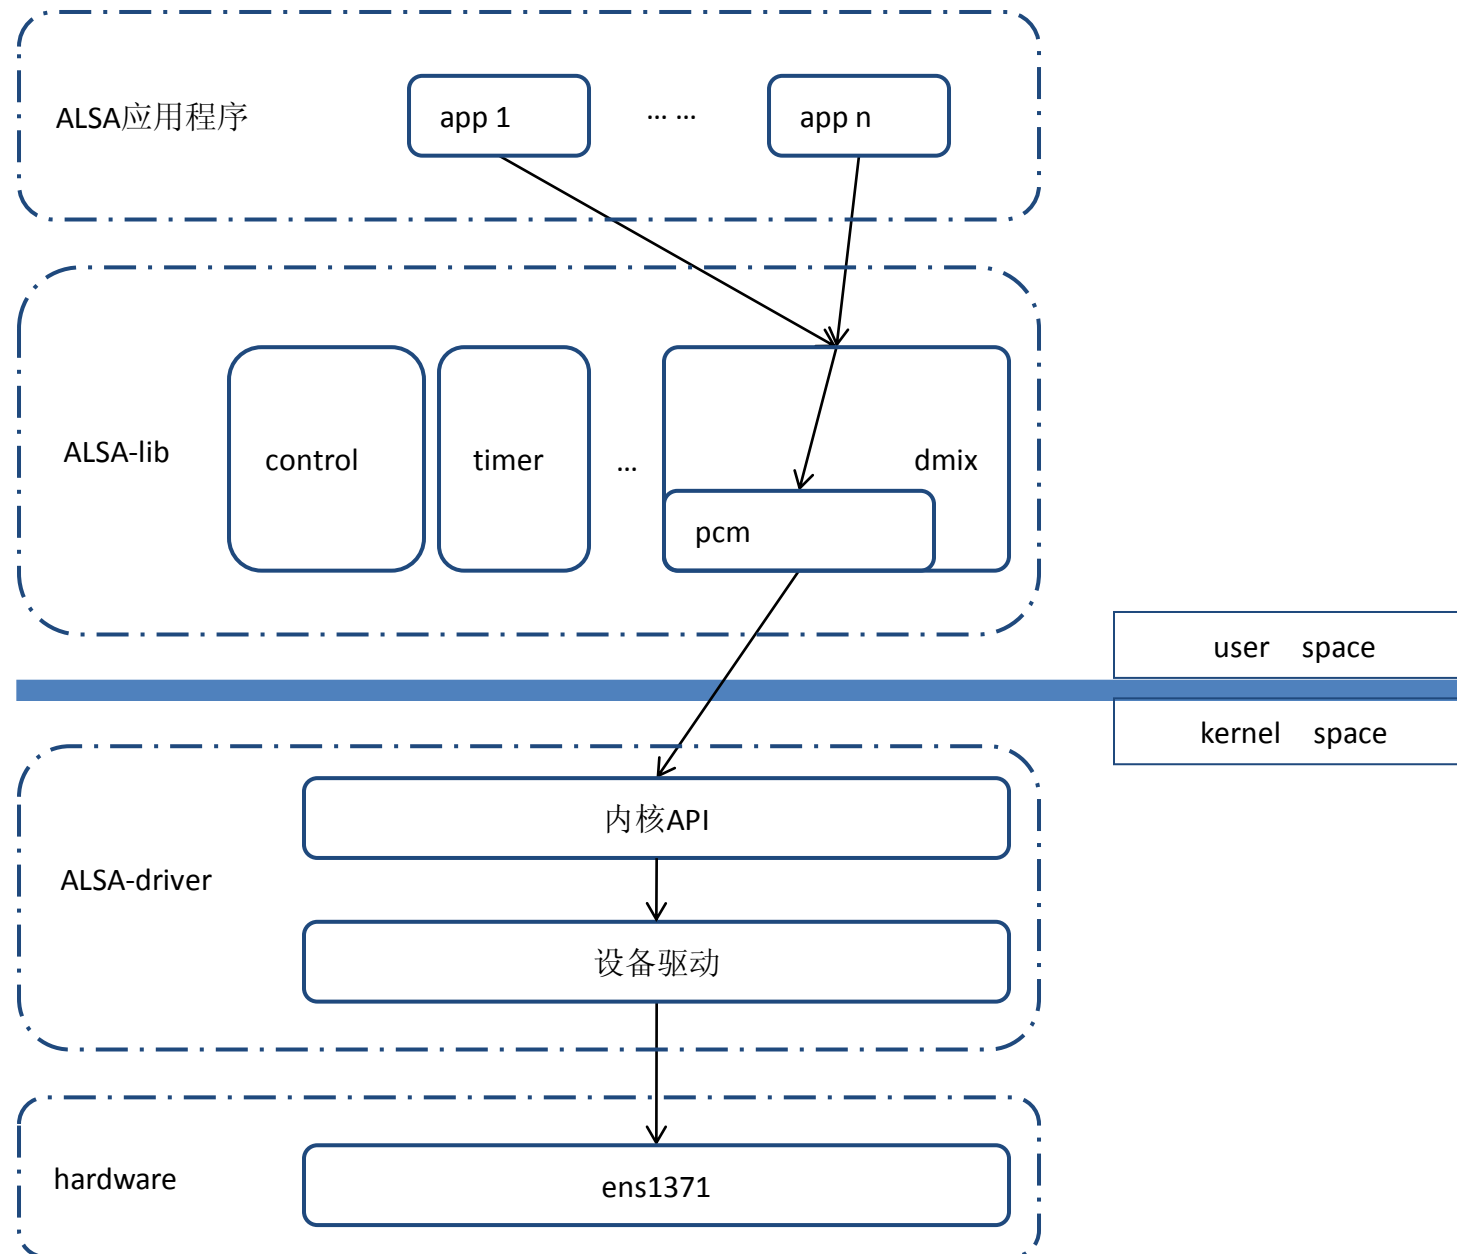 ALSA应用程序
app 1
... ...
app n
ALSA-lib
control
timer
...
dmix
pcm
user space
kernel space
内核API
ALSA-driver
设备驱动
hardware
ens1371